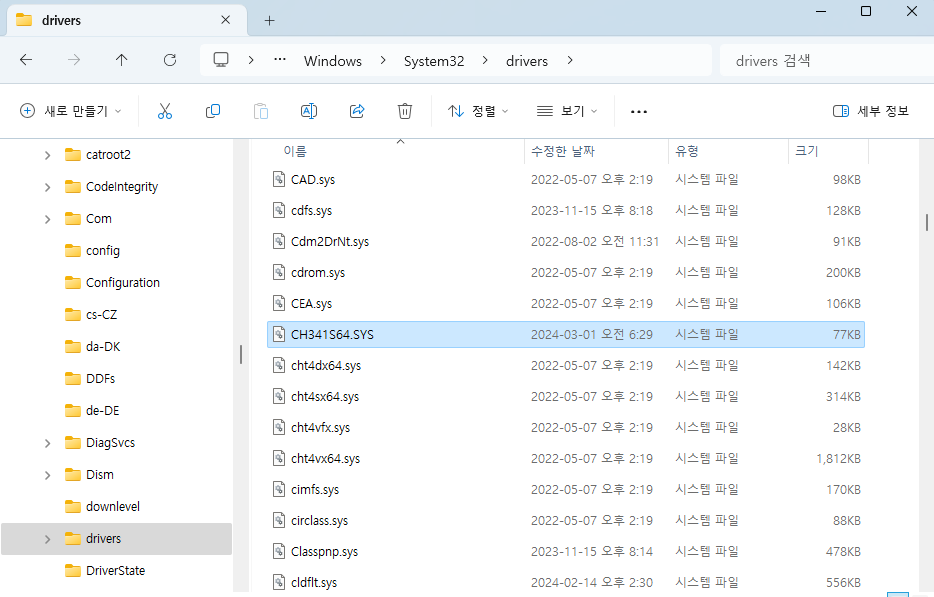 drivers
Windows System32 drivers
drivers 검색
새로 만들기 정렬 보기 세부 정보
catroot2
CodeIntegrity
Com
config
Configuration
cs-CZ
da-DK
DDFs
de-DE
DiagSvcs
Dism
downlevel
drivers
DriverState
이름 수정한 날짜 유형 크기
CAD.sys 2022-05-07 오후 2:19 시스템 파일 98KB
cdfs.sys 2023-11-15 오후 8:18 시스템 파일 128KB
Cdm2DrNt.sys 2022-08-02 오전 11:31 시스템 파일 91KB
cdrom.sys 2022-05-07 오후 2:19 시스템 파일 200KB
CEA.sys 2022-05-07 오후 2:19 시스템 파일 106KB
CH341S64.SYS 2024-03-01 오전 6:29 시스템 파일 77KB
cht4dx64.sys 2022-05-07 오후 2:19 시스템 파일 142KB
cht4sx64.sys 2022-05-07 오후 2:19 시스템 파일 314KB
cht4vfx.sys 2022-05-07 오후 2:19 시스템 파일 28KB
cht4vx64.sys 2022-05-07 오후 2:19 시스템 파일 1,812KB
cimfs.sys 2022-05-07 오후 2:19 시스템 파일 170KB
circlass.sys 2022-05-07 오후 2:19 시스템 파일 88KB
Classpnp.sys 2023-11-15 오후 8:14 시스템 파일 478KB
cldflt.sys 2024-02-14 오후 2:30 시스템 파일 556KB